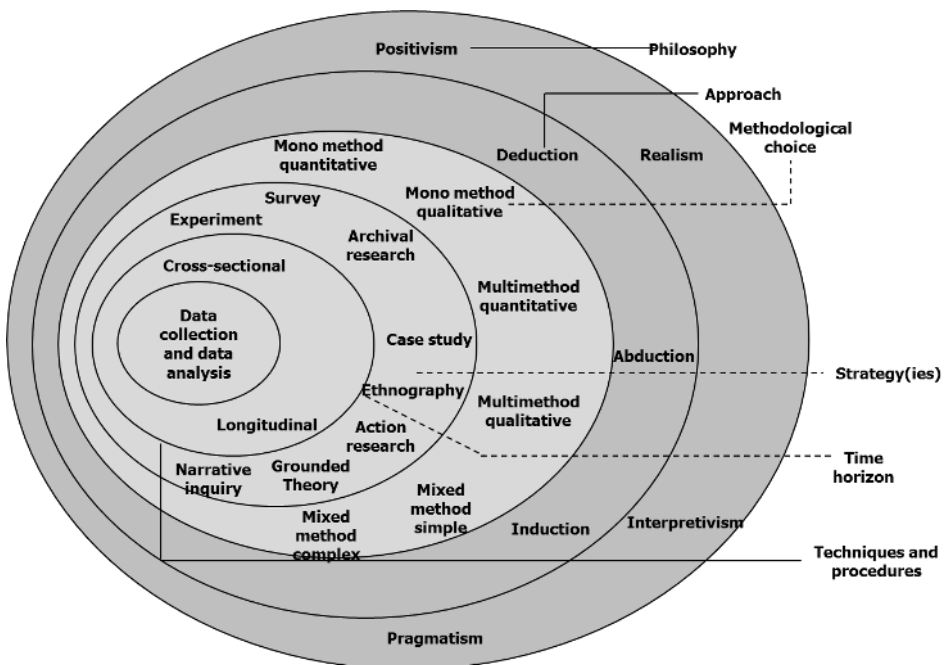 Positivism
Philosophy
Approach
Methodological
choice
Mono method
quantitative
Deduction
Realism
Mono method
qualitative
Survey
Experiment
Archival
research
Cross-sectional
Multimethod
quantitative
Data
collection
and data
analysis
Case study
Abduction
Strategy(ies)
Ethnography
Multimethod
qualitative
Longitudinal
Action
research
Time
horizon
Narrative
inquiry
Grounded
Theory
Mixed
method
simple
Mixed
method
complex
Induction
Interpretivism
Techniques and
procedures
Pragmatism